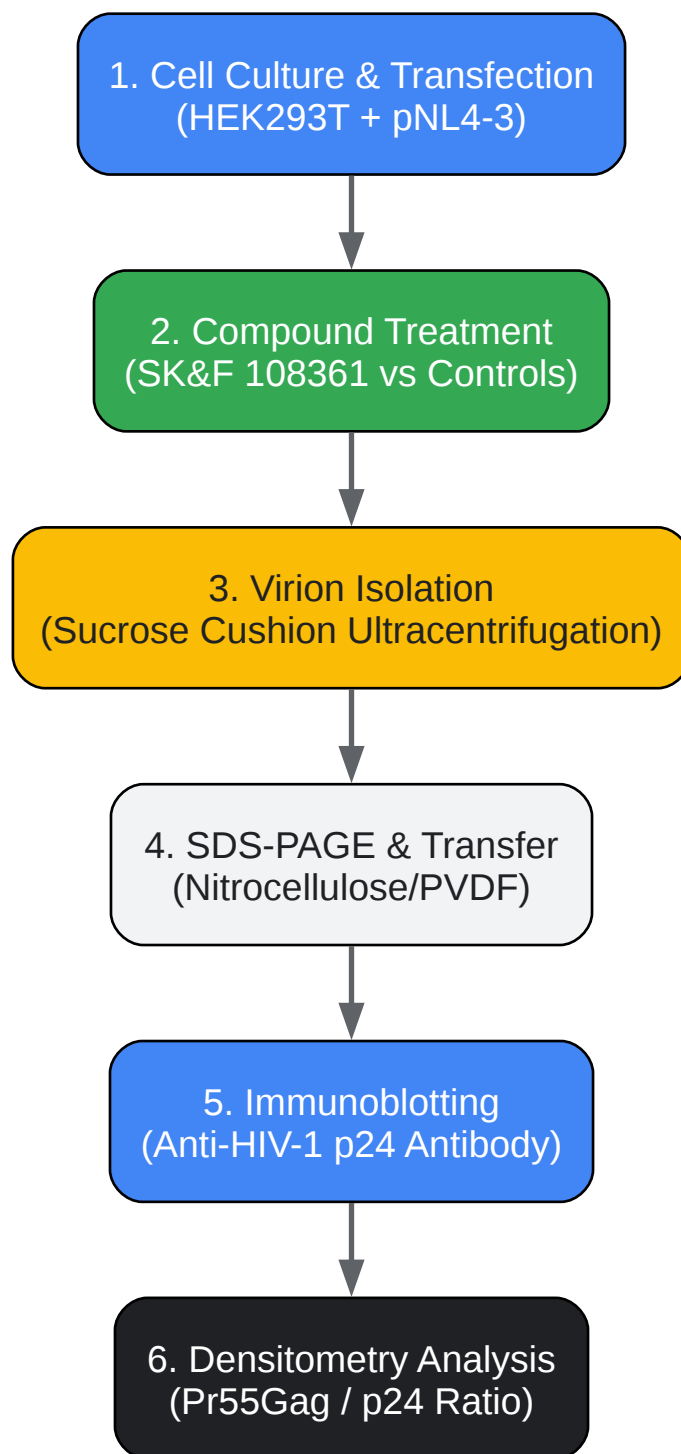 1. Cell Culture & Transfection
(HEK293T + pNL4-3)
2. Compound Treatment
(SK&F 108361 vs Controls)
3. Virion Isolation
(Sucrose Cushion Ultracentrifugation)
4. SDS-PAGE & Transfer
(Nitrocellulose/PVDF)
5. Immunoblotting
(Anti-HIV-1 p24 Antibody)
6. Densitometry Analysis
(Pr55Gag / p24 Ratio)